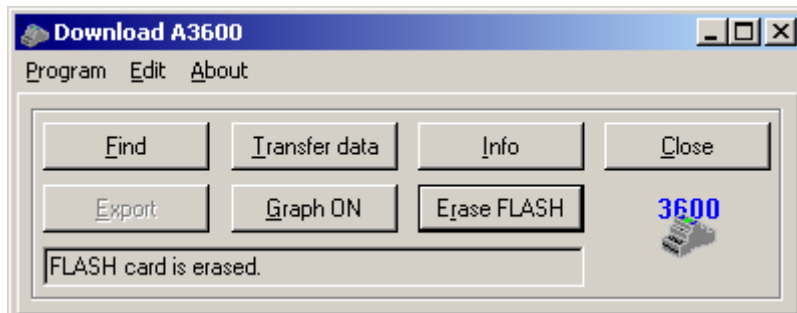 Download A3600
Program Edit About
Find Transfer data Info Close
Export Graph ON Erase FLASH 3600
FLASH card is erased.